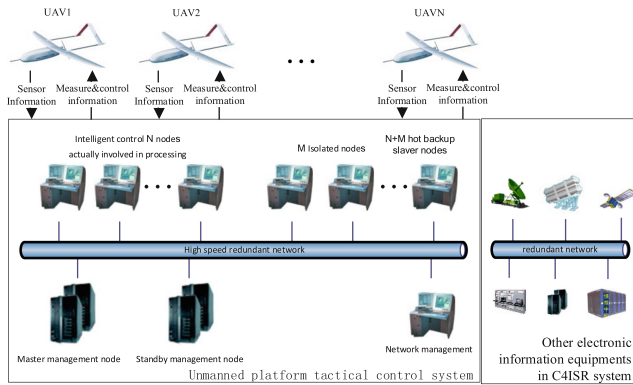 UAV1
UAV2
UAVN
Sensor
Information
Measure&control
information
Sensor
Information
Measure&control
information
Sensor
Information
Measure&control
information
Intelligent control N nodes
actually involved in processing
M Isolated nodes
N+M hot backup
slaver nodes
High speed redundant network
redundant network
Master management node
Standby management node
Network management
Unmanned platform tactical control system
Other electronic
information equipments
in C4ISR system